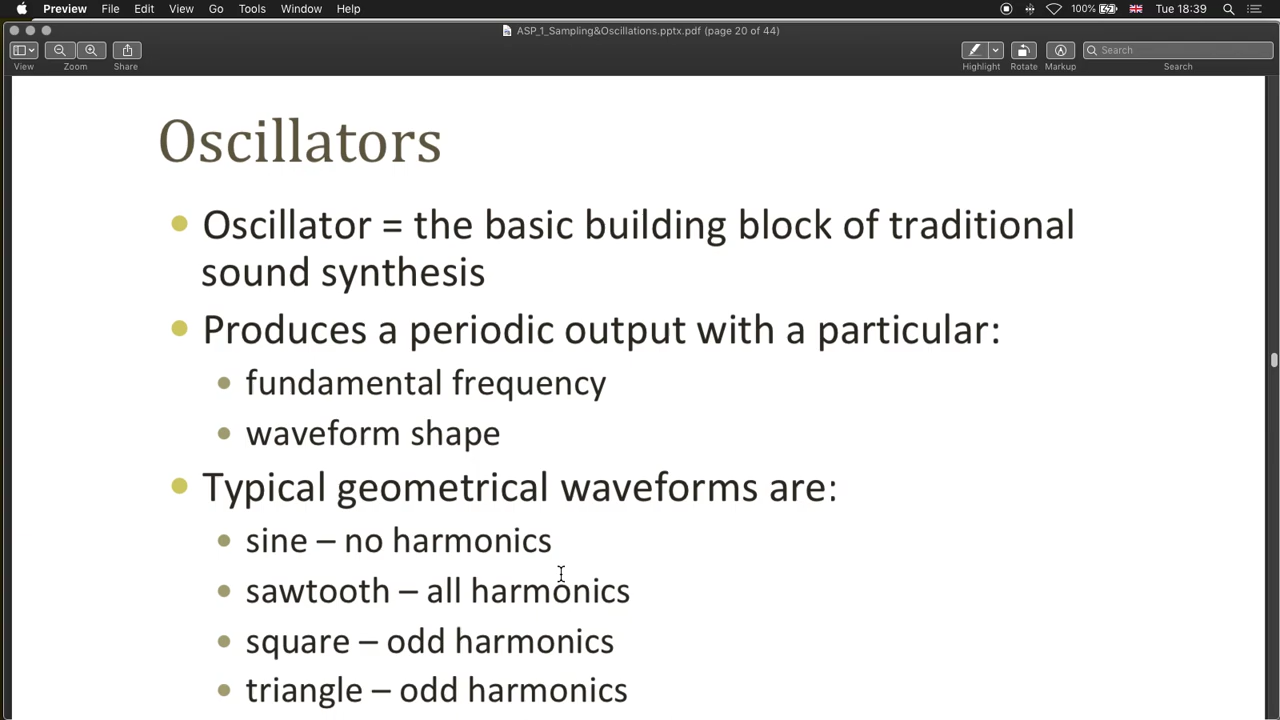 Preview File Edit View Go Tools Window Help 100% Tue 18:39
ASP_1_Sampling&Oscillations.pptx.pdf (page 20 of 44)
Search
View Zoom Share Highlight Rotate Markup Search
Oscillators
Oscillator = the basic building block of traditional
sound synthesis
Produces a periodic output with a particular:
fundamental frequency
waveform shape
Typical geometrical waveforms are:
sine – no harmonics
sawtooth – all harmonics
square – odd harmonics
triangle – odd harmonics